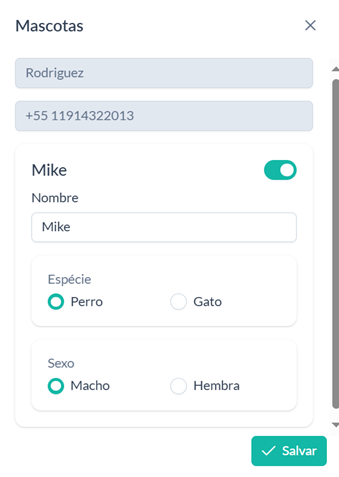 Mascotas
Rodriguez
+55 11914322013
Mike
Nombre
Mike
Espécie
Perro Gato
Sexo
Macho Hembra
Salvar